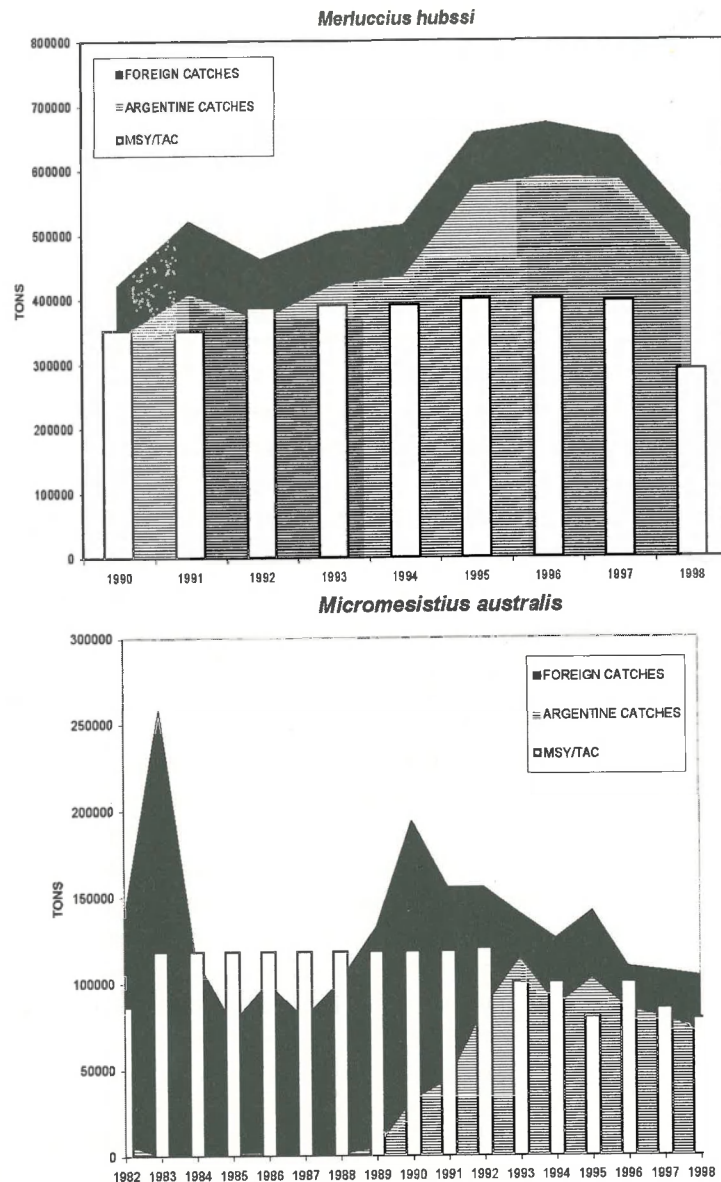 Merluccius hubssi
800000
700000
600000
500000
400000
300000
200000
100000
0
TONS
FOREIGN CATCHES
ARGENTINE CATCHES
MSY/TAC
1990 1991 1992 1993 1994 1995 1996 1997 1998
Micromesistius australis
300000
250000
200000
150000
100000
50000
0
TONS
FOREIGN CATCHES
ARGENTINE CATCHES
MSY/TAC
1982 1983 1984 1985 1986 1987 1988 1989 1990 1991 1992 1993 1994 1995 1996 1997 1998